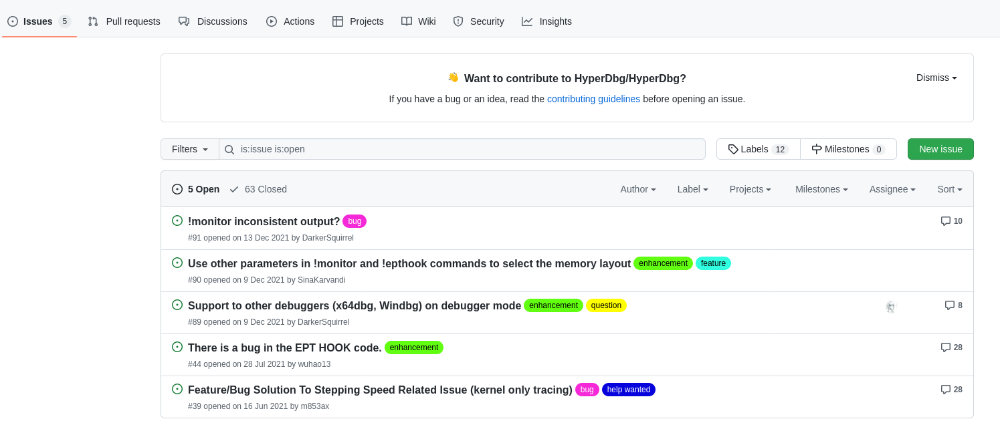 Issues 5 Pull requests Discussions Actions Projects Wiki Security Insights
Want to contribute to HyperDbg/HyperDbg?
Dismiss
If you have a bug or an idea, read the contributing guidelines before opening an issue.
Filters is:issue is:open Labels 12 Milestones 0 New issue
5 Open 63 Closed Author Label Projects Milestones Assignee Sort
!monitor inconsistent output? bug 10
#91 opened on 13 Dec 2021 by DarkerSquirrel
Use other parameters in !monitor and !epthook commands to select the memory layout enhancement feature
#90 opened on 9 Dec 2021 by SinaKarvandi
Support to other debuggers (x64dbg, Windbg) on debugger mode enhancement question 8
#89 opened on 9 Dec 2021 by DarkerSquirrel
There is a bug in the EPT HOOK code. enhancement 28
#44 opened on 28 Jul 2021 by wuhao13
Feature/Bug Solution To Stepping Speed Related Issue (kernel only tracing) bug help wanted 28
#39 opened on 16 Jun 2021 by m853ax